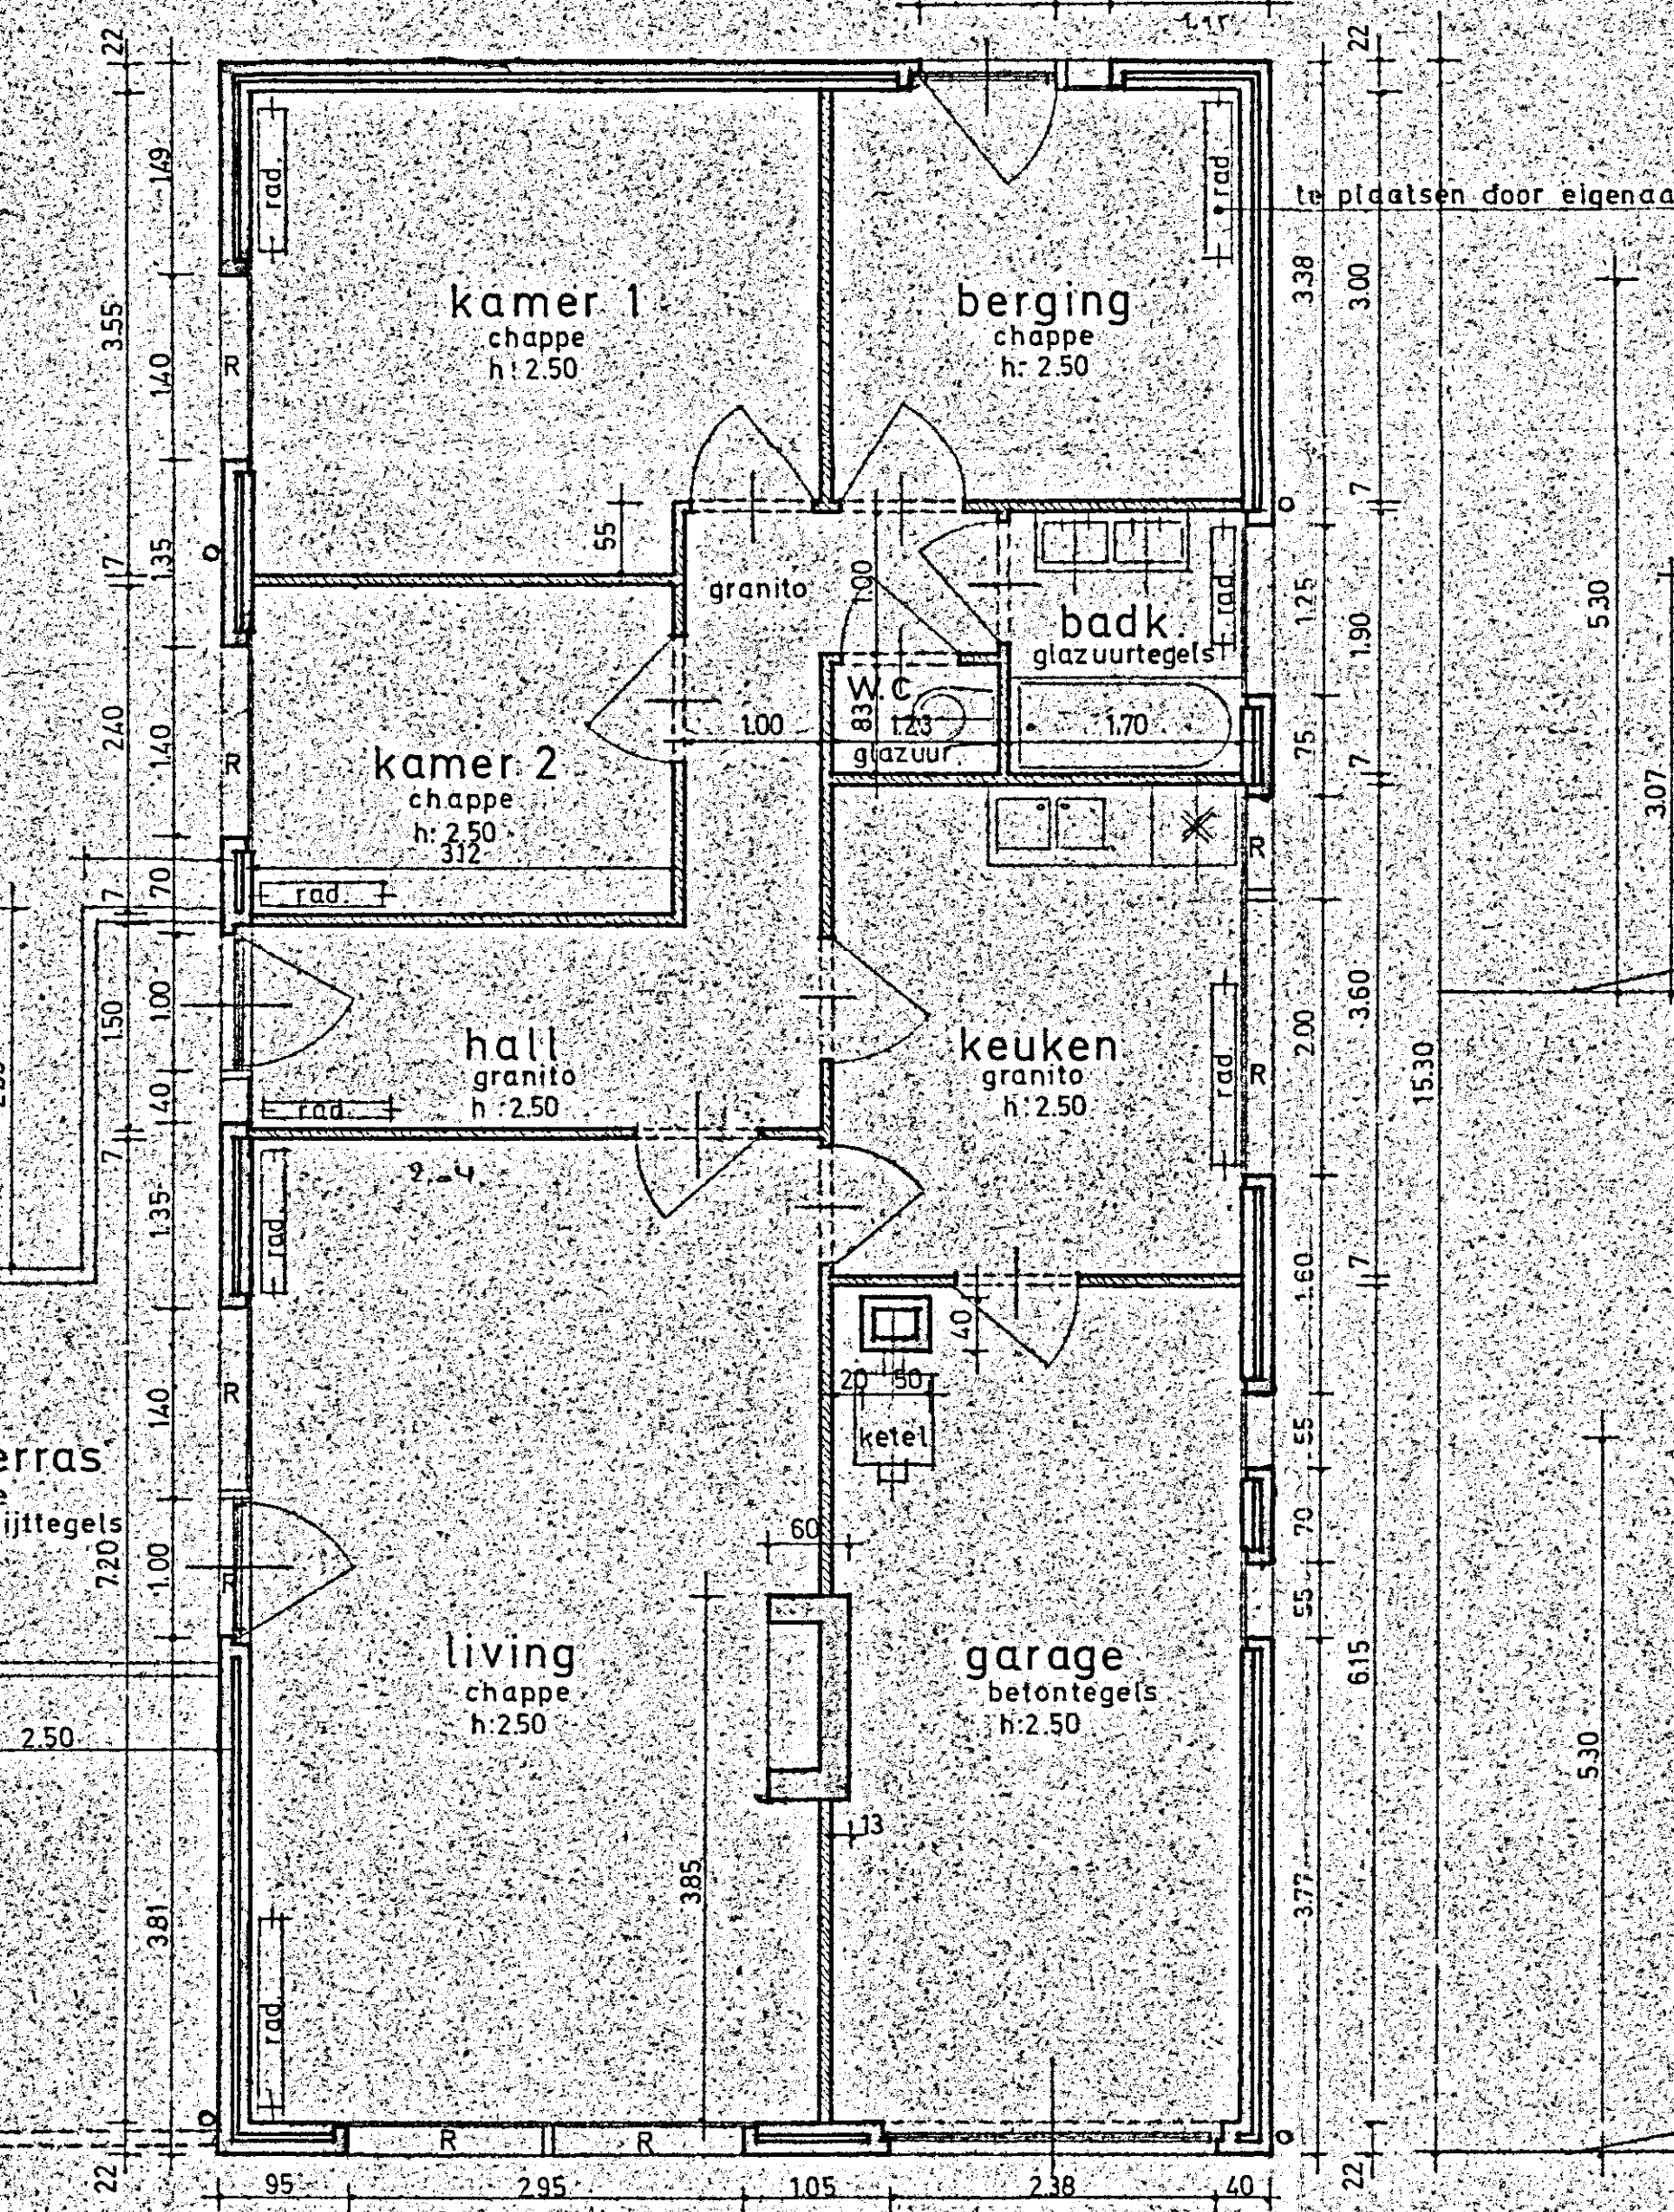 22
22
1.49
rad.
rad.
te plaatsen door eigenaa
3.55
kamer 1
chappe
h: 2.50
berging
chappe
h: 2.50
3.38
3.00
R
1.40
7
1.35
55
7
granito
1.00
badk.
glazuurtegels
rad.
1.25
1.90
5.30
W.C
83
1.23
glazuur
1.00
1.70
2.40
1.40
R
kamer 2
chappe
h: 2.50
3.12
.75
7
3.07
7
70
rad.
R
1.50
1.00
hall
granito
h: 2.50
keuken
granito
h: 2.50
rad.
R
2.00
3.60
15.30
40
rad.
7
1.35
rad.
1.60
7
40
20
50
ketel
1.40
R
55
erras
ijttegels
7.20
1.00
R
60
70
55
living
chappe
h: 2.50
garage
betontegels
h: 2.50
6.15
2.50
5.30
13
3.85
3.81
3.77
rad.
R
R
22
22
95
2.95
1.05
2.38
40